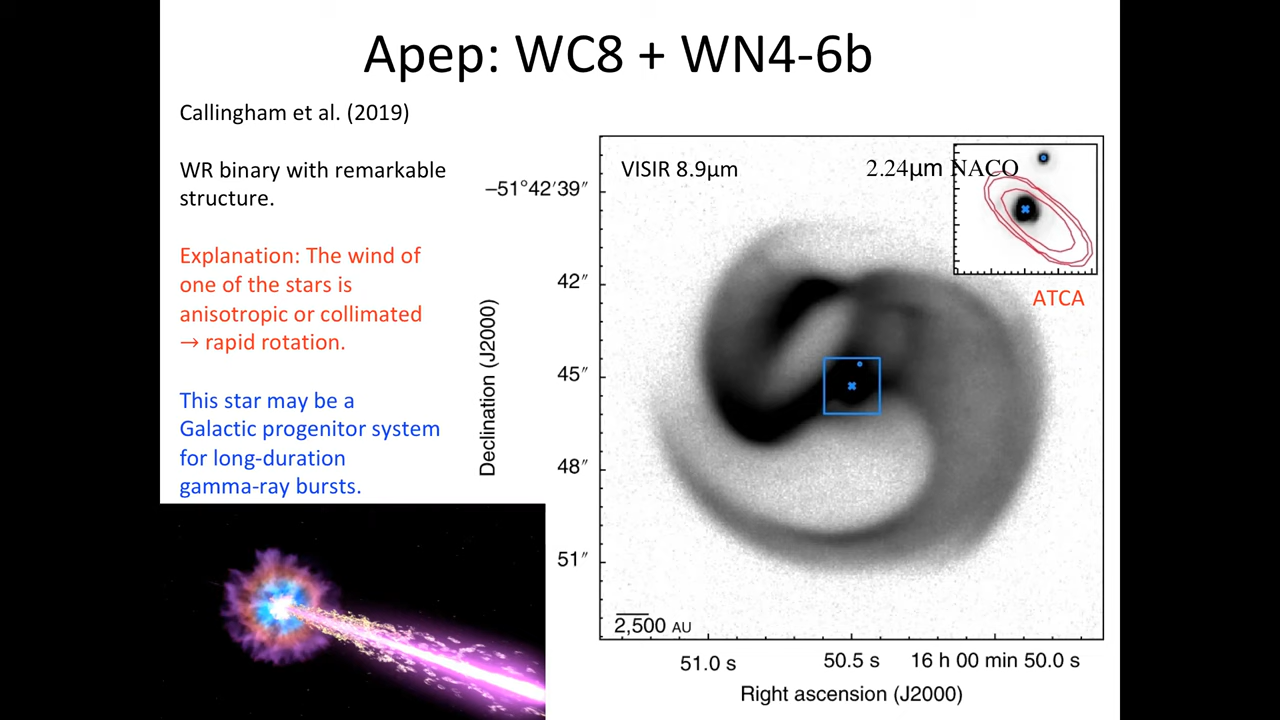 Apep: WC8 + WN4-6b
Callingham et al. (2019)
WR binary with remarkable
structure.
Explanation: The wind of
one of the stars is
anisotropic or collimated
→ rapid rotation.
This star may be a
Galactic progenitor system
for long-duration
gamma-ray bursts.
VISIR 8.9μm
2.24μm NACO
ATCA
Declination (J2000)
–51°42′39″
42″
45″
48″
51″
2,500 AU
51.0 s
50.5 s
16 h 00 min 50.0 s
Right ascension (J2000)